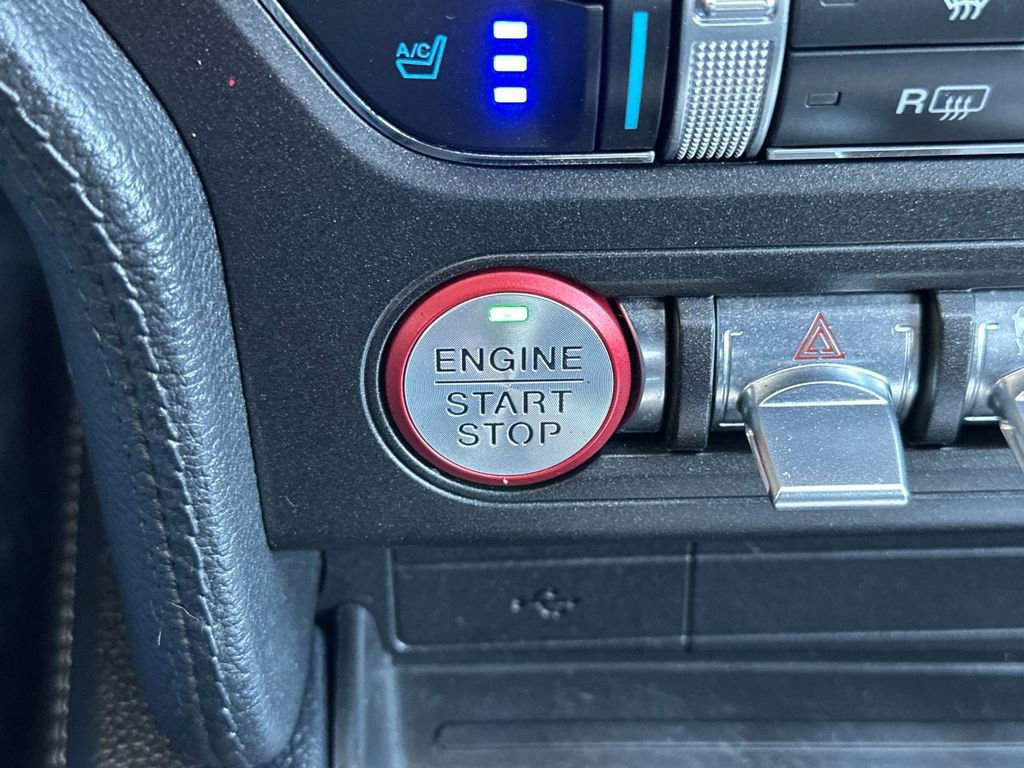 A/C
R
ENGINE
START
STOP